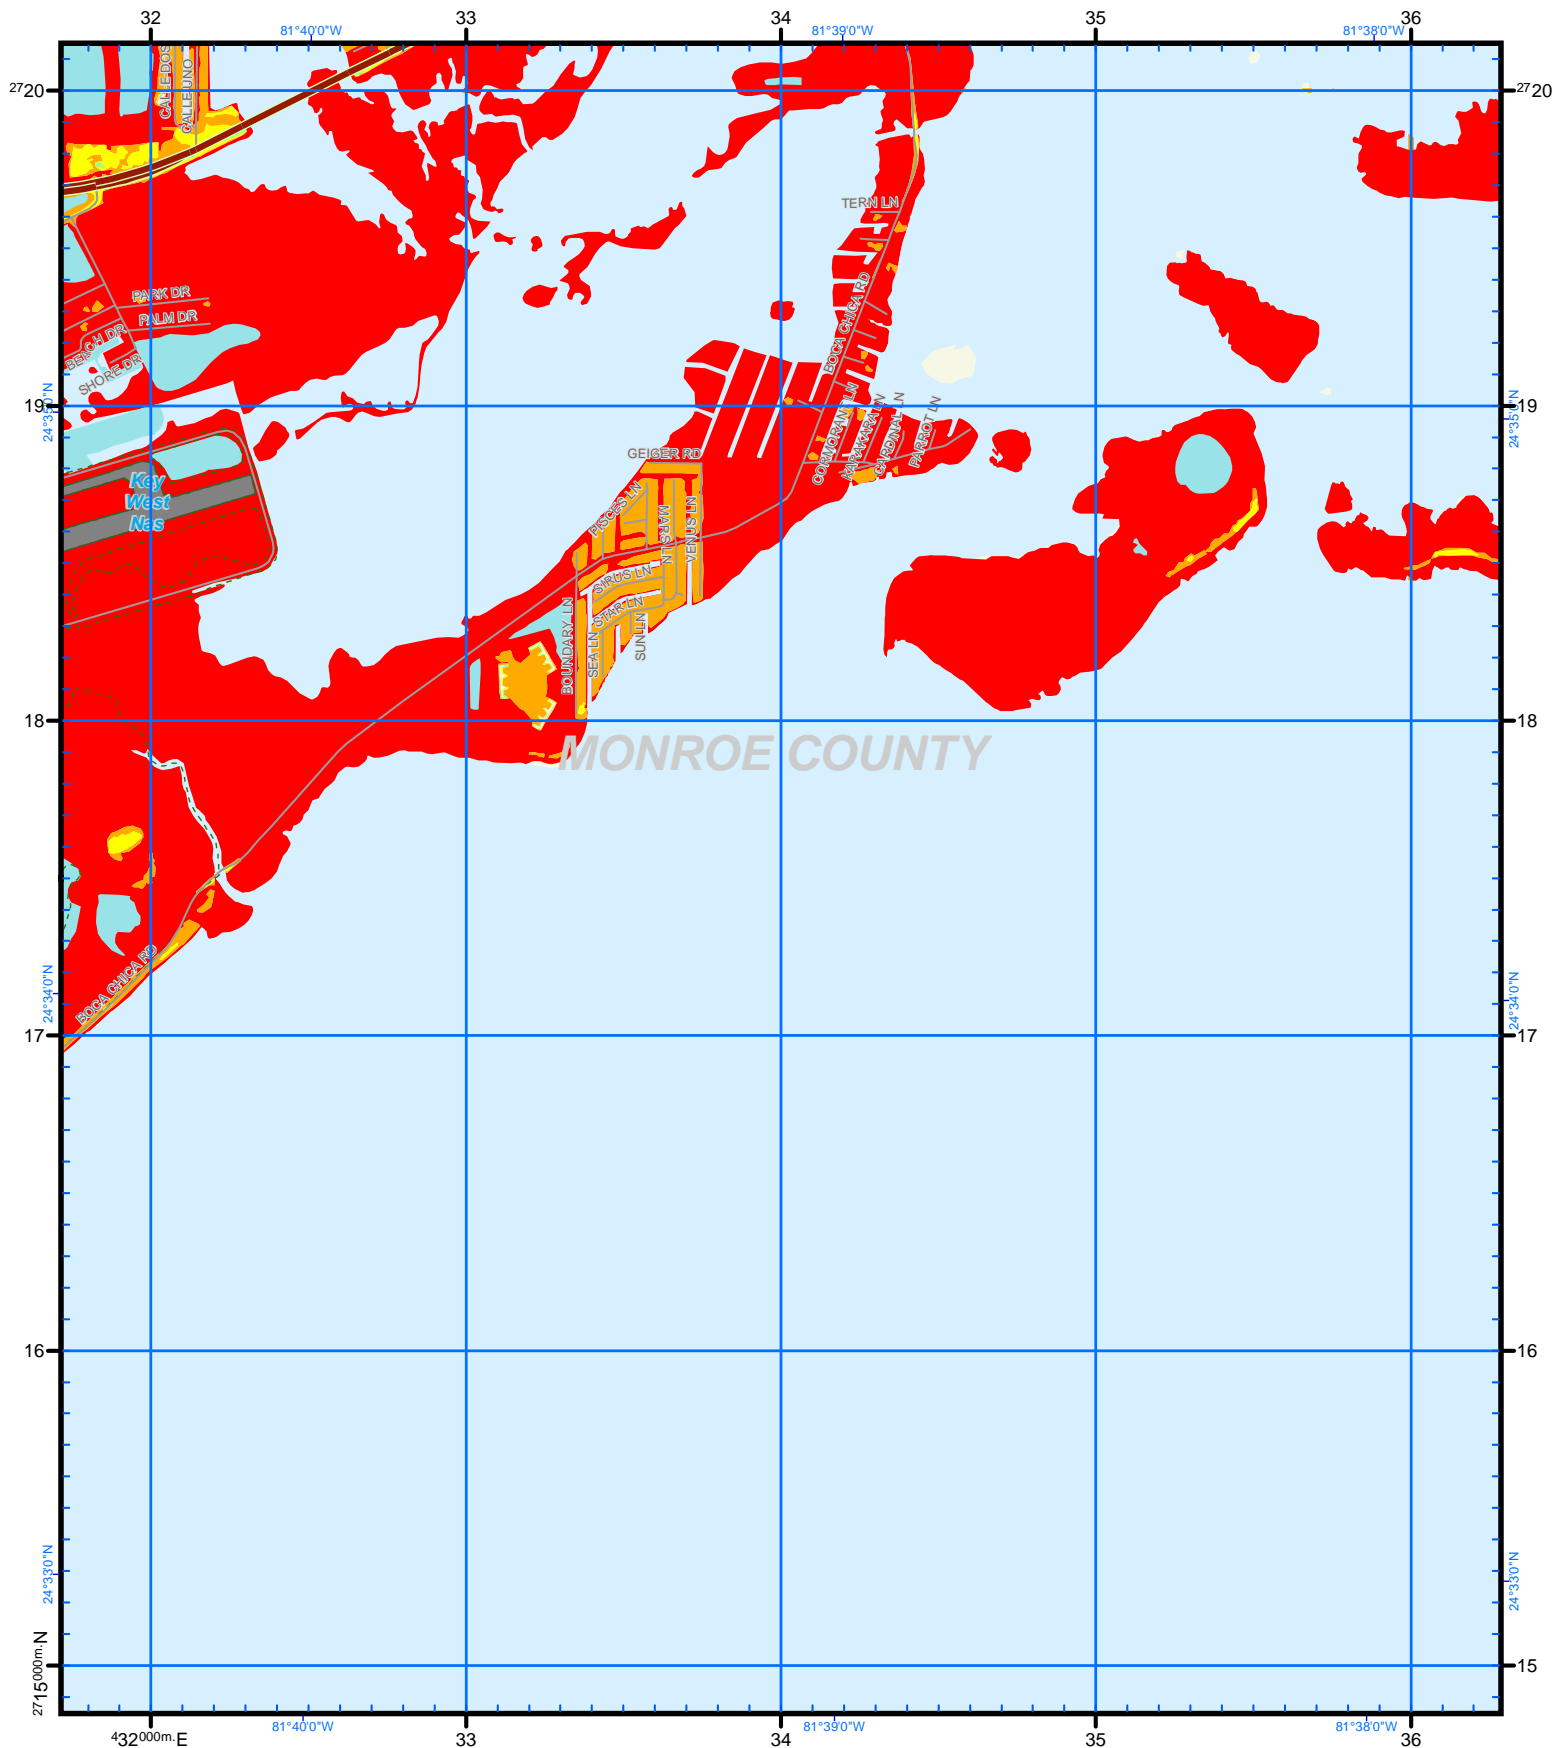 32 33 34 35 36
81°40'0"W 81°39'0"W 81°38'0"W
2720 2720
CALLE DOS
CALLE UNO
TERN LN
BOCA CHICA RD
PARK DR
PALM DR
BEACH DR
SHORE DR
19 19
24°35'0"N 24°35'0"N
CORMORANT LN
KARAKARA LN
CARDINAL LN
PARROT LN
GEIGER RD
Key
West
Nas
PISCES LN
MARS LN
VENUS LN
SIRUS LN
STAR LN
BOUNDARY LN
SEA LN
SUN LN
18 18
MONROE COUNTY
BOCA CHICA RD
24°34'0"N 24°34'0"N
17 17
16 16
24°33'0"N 24°33'0"N
2715000m.N 15
81°40'0"W 81°39'0"W 81°38'0"W
432000m.E 33 34 35 36